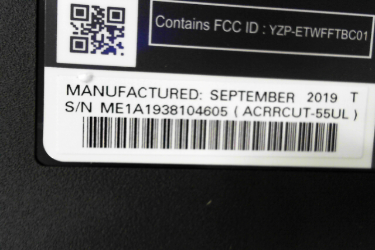 Contains FCC ID : YZP-ETWFFTBC01
MANUFACTURED: SEPTEMBER 2019 T
S/N ME1A1938104605 ( ACRRCUT-55UL )